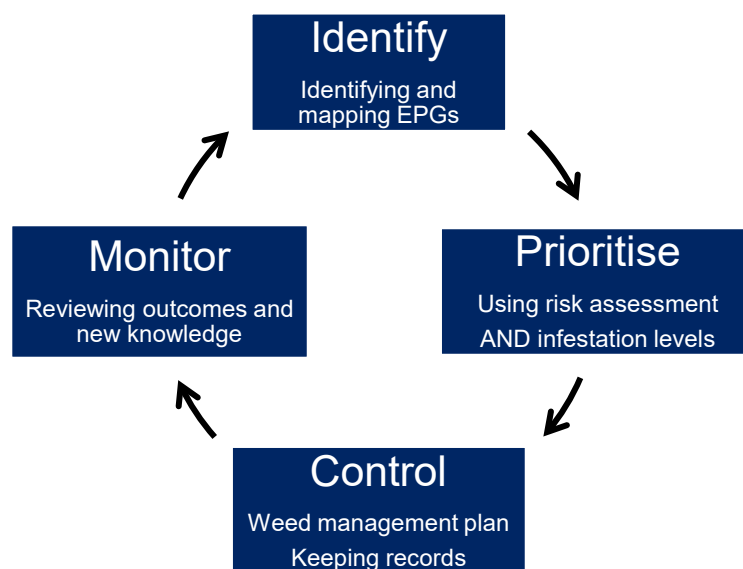 Identify
Identifying and
mapping EPGs
Prioritise
Using risk assessment
AND infestation levels
Control
Weed management plan
Keeping records
Monitor
Reviewing outcomes and
new knowledge